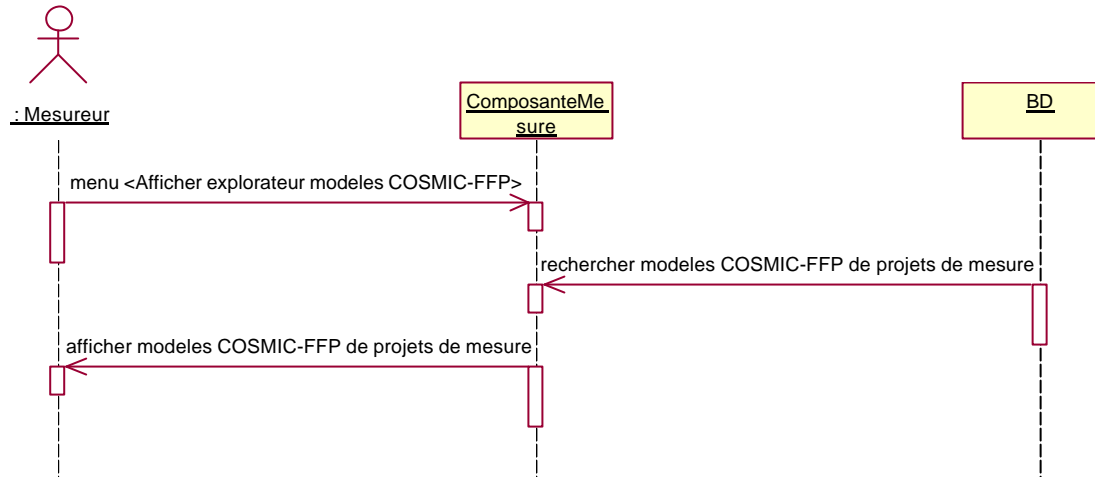 : Mesureur
ComposanteMe
sure
BD
menu <Afficher explorateur modeles COSMIC-FFP>
rechercher modeles COSMIC-FFP de projets de mesure
afficher modeles COSMIC-FFP de projets de mesure